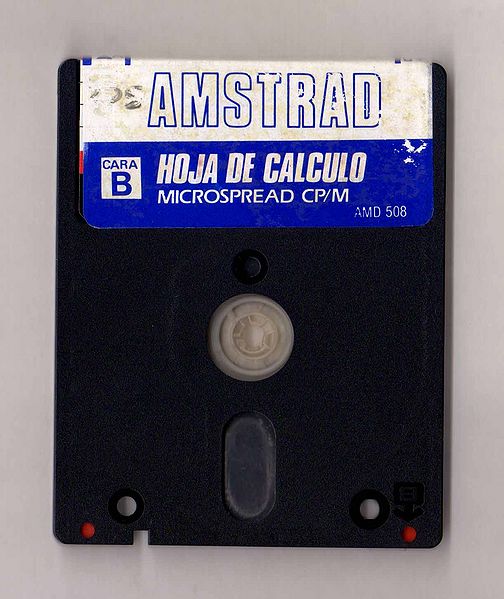 AMSTRAD
CARA
B
HOJA DE CALCULO
MICROSPREAD CP/M
AMD 508